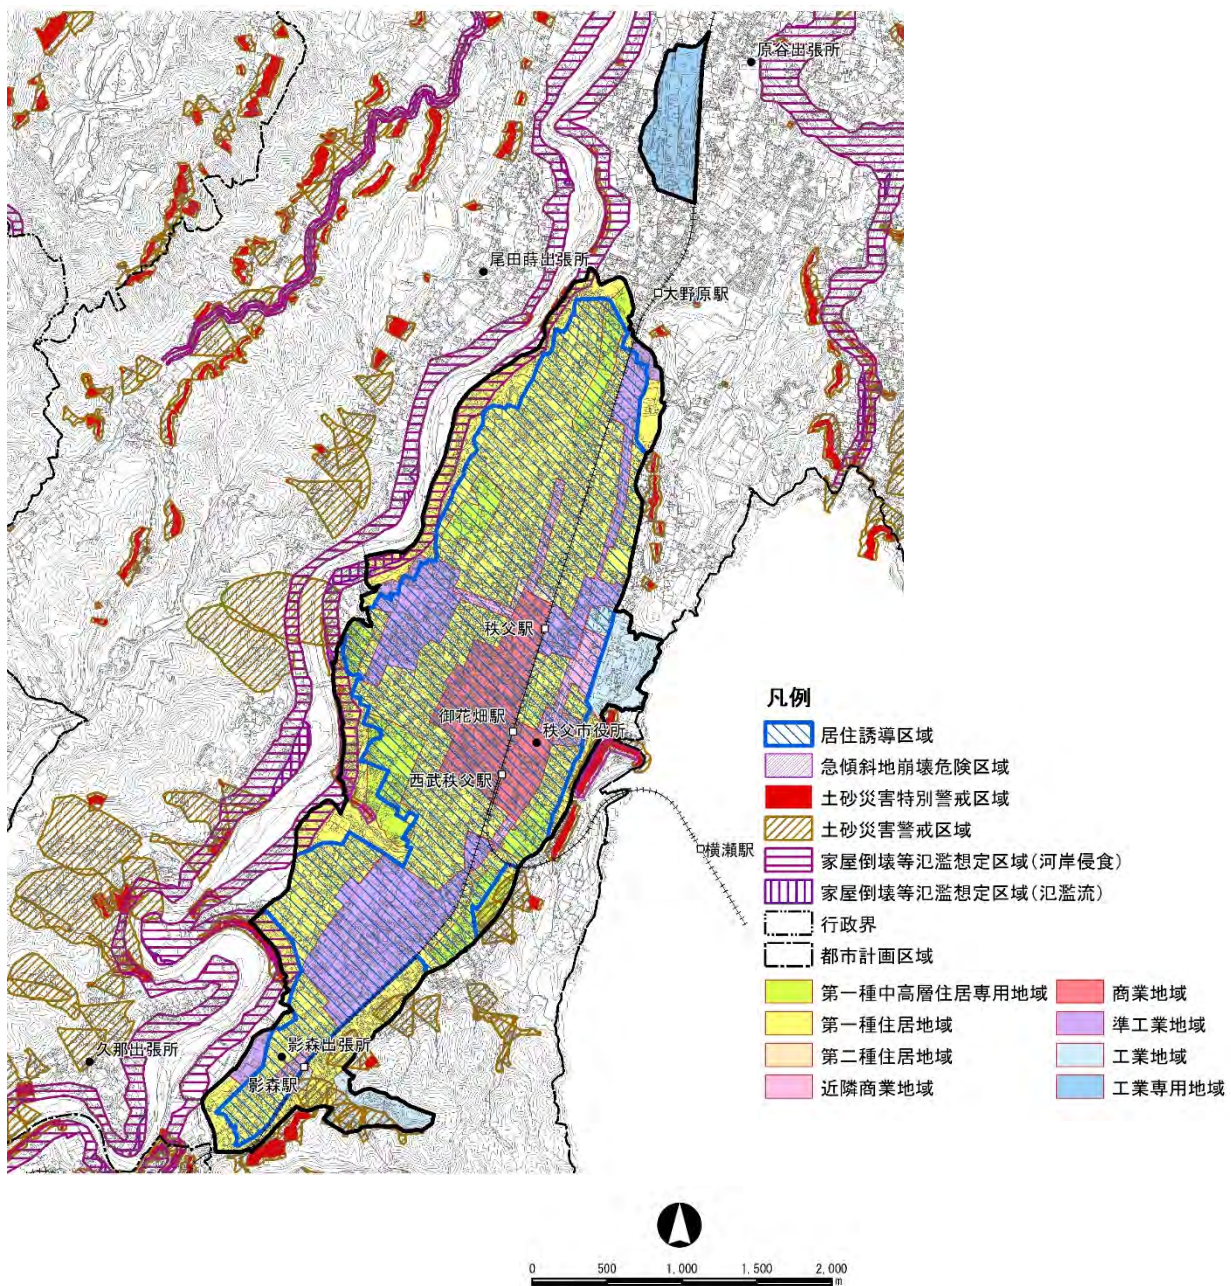 原谷出張所
尾田蒔出張所
大野原駅
秩父駅
御花畑駅
秩父市役所
西武秩父駅
横瀬駅
久那出張所
影森出張所
影森駅
凡例
居住誘導区域
急傾斜地崩壊危険区域
土砂災害特別警戒区域
土砂災害警戒区域
家屋倒壊等氾濫想定区域(河岸侵食)
家屋倒壊等氾濫想定区域(氾濫流)
行政界
都市計画区域
第一種中高層住居専用地域
第一種住居地域
第二種住居地域
近隣商業地域
商業地域
準工業地域
工業地域
工業専用地域
0 500 1,000 1,500 2,000
m